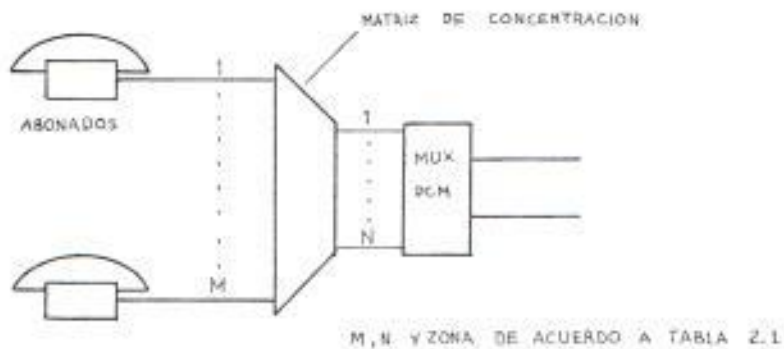 MATRIZ DE CONCENTRACION
1
ABONADOS
1
MUX
PCM
N
M
M,N Y ZONA DE ACUERDO A TABLA 2.1